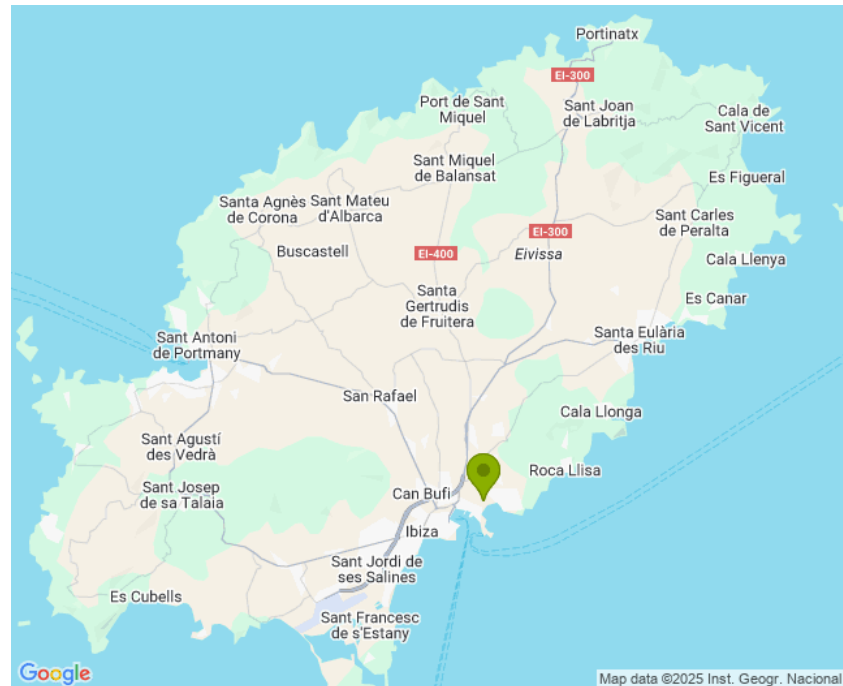 Portinatx
EI-300
Port de Sant
Miquel
Sant Joan
de Labritja
Cala de
Sant Vicent
Sant Miquel
de Balansat
Es Figueral
Santa Agnès
de Corona
Sant Mateu
d'Albarca
Sant Carles
de Peralta
EI-300
Buscastell
EI-400
Eivissa
Cala Llenya
Santa
Gertrudis
de Fruitera
Es Canar
Sant Antoni
de Portmany
Santa Eulària
des Riu
San Rafael
Cala Llonga
Sant Agustí
des Vedrà
Roca Llisa
Sant Josep
de sa Talaia
Can Bufi
Ibiza
Sant Jordi de
ses Salines
Es Cubells
Sant Francesc
de s'Estany
Google
Map data ©2025 Inst. Geogr. Nacional